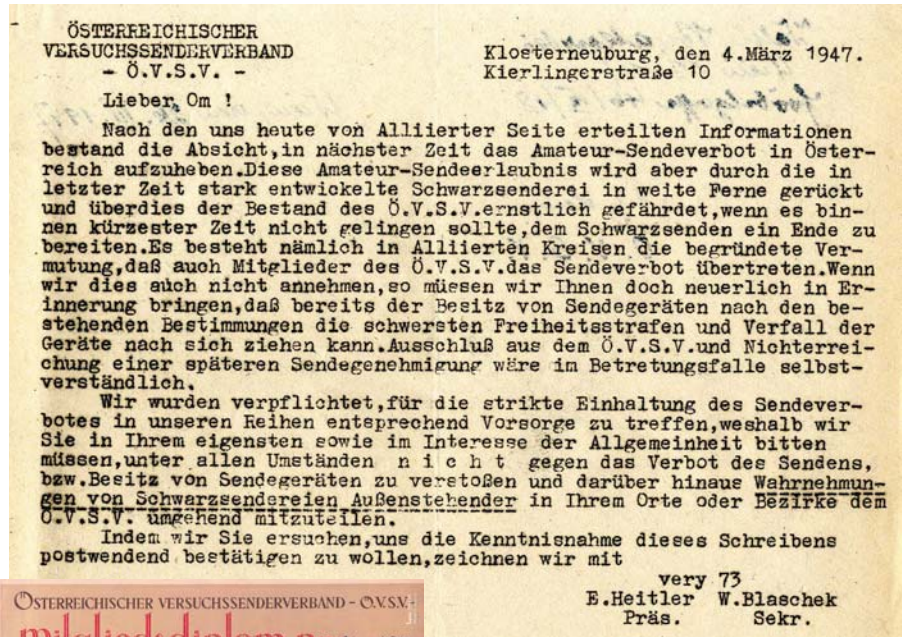 ÖSTERREICHISCHER
VERSUCHSSENDERVERBAND
- Ö.V.S.V. -
Klosterneuburg, den 4.März 1947.
Kierlingerstraße 10
Lieber Om !
Nach den uns heute von Alliierter Seite erteilten Informationen
bestand die Absicht,in nächster Zeit das Amateur-Sendeverbot in Öster-
reich aufzuheben.Diese Amateur-Sendeerlaubnis wird aber durch die in
letzter Zeit stark entwickelte Schwarzsenderei in weite Ferne gerückt
und überdies der Bestand des Ö.V.S.V.ernstlich gefährdet,wenn es bin-
nen kürzester Zeit nicht gelingen sollte,dem Schwarzsenden ein Ende zu
bereiten.Es besteht nämlich in Alliierten Kreisen die begründete Ver-
mutung,daß auch Mitglieder des Ö.V.S.V.das Sendeverbot übertreten.Wenn
wir dies auch nicht annehmen,so müssen wir Ihnen doch neuerlich in Er-
innerung bringen,daß bereits der Besitz von Sendegeräten nach den be-
stehenden Bestimmungen die schwersten Freiheitsstrafen und Verfall der
Geräte nach sich ziehen kann.Ausschluß aus dem Ö.V.S.V.und Nichterrei-
chung einer späteren Sendegenehmigung wäre im Betretungsfalle selbst-
verständlich.
Wir wurden verpflichtet,für die strikte Einhaltung des Sendever-
botes in unseren Reihen entsprechend Vorsorge zu treffen,weshalb wir
Sie in Ihrem eigensten sowie im Interesse der Allgemeinheit bitten
müssen,unter allen Umständen n i c h t gegen das Verbot des Sendens,
bzw.Besitz von Sendegeräten zu verstoßen und darüber hinaus Wahrnehmun-
gen von Schwarzsendereien Außenstehender in Ihrem Orte oder Bezirke dem
Ö.V.S.V. umgehend mitzuteilen.
Indem wir Sie ersuchen,uns die Kenntnisnahme dieses Schreibens
postwendend bestätigen zu wollen,zeichnen wir mit
very 73
E.Heitler W.Blaschek
Präs. Sekr.
ÖSTERREICHISCHER VERSUCHSSENDERVERBAND - Ö.V.S.V.-